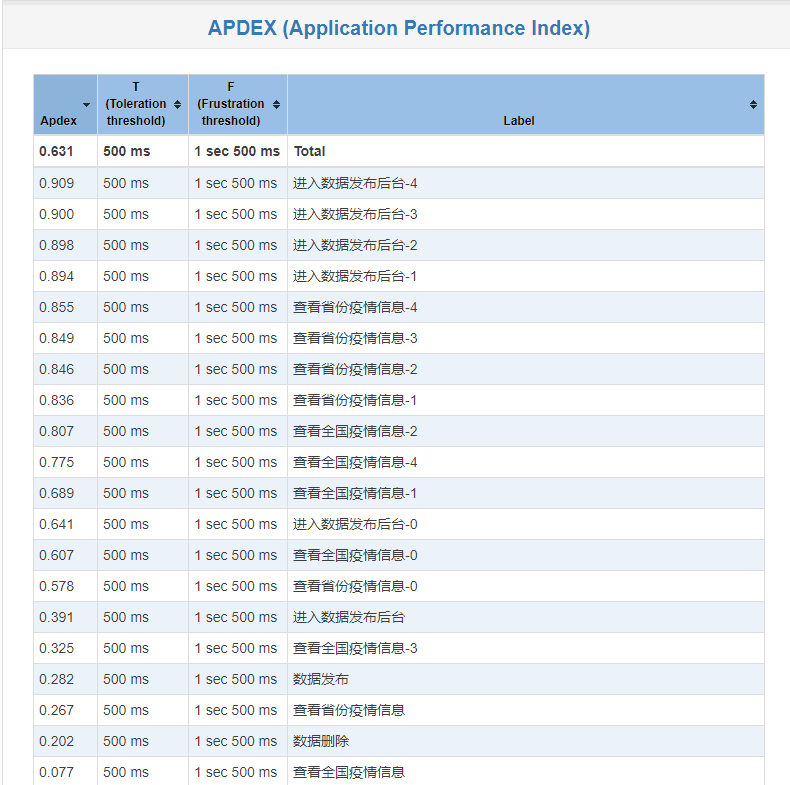 APDEX (Application Performance Index)
Apdex T (Toleration threshold) F (Frustration threshold) Label
0.631 500 ms 1 sec 500 ms Total
0.909 500 ms 1 sec 500 ms 进入数据发布后台-4
0.900 500 ms 1 sec 500 ms 进入数据发布后台-3
0.898 500 ms 1 sec 500 ms 进入数据发布后台-2
0.894 500 ms 1 sec 500 ms 进入数据发布后台-1
0.855 500 ms 1 sec 500 ms 查看省份疫情信息-4
0.849 500 ms 1 sec 500 ms 查看省份疫情信息-3
0.846 500 ms 1 sec 500 ms 查看省份疫情信息-2
0.836 500 ms 1 sec 500 ms 查看省份疫情信息-1
0.807 500 ms 1 sec 500 ms 查看全国疫情信息-2
0.775 500 ms 1 sec 500 ms 查看全国疫情信息-4
0.689 500 ms 1 sec 500 ms 查看全国疫情信息-1
0.641 500 ms 1 sec 500 ms 进入数据发布后台-0
0.607 500 ms 1 sec 500 ms 查看全国疫情信息-0
0.578 500 ms 1 sec 500 ms 查看省份疫情信息-0
0.391 500 ms 1 sec 500 ms 进入数据发布后台
0.325 500 ms 1 sec 500 ms 查看全国疫情信息-3
0.282 500 ms 1 sec 500 ms 数据发布
0.267 500 ms 1 sec 500 ms 查看省份疫情信息
0.202 500 ms 1 sec 500 ms 数据删除
0.077 500 ms 1 sec 500 ms 查看全国疫情信息